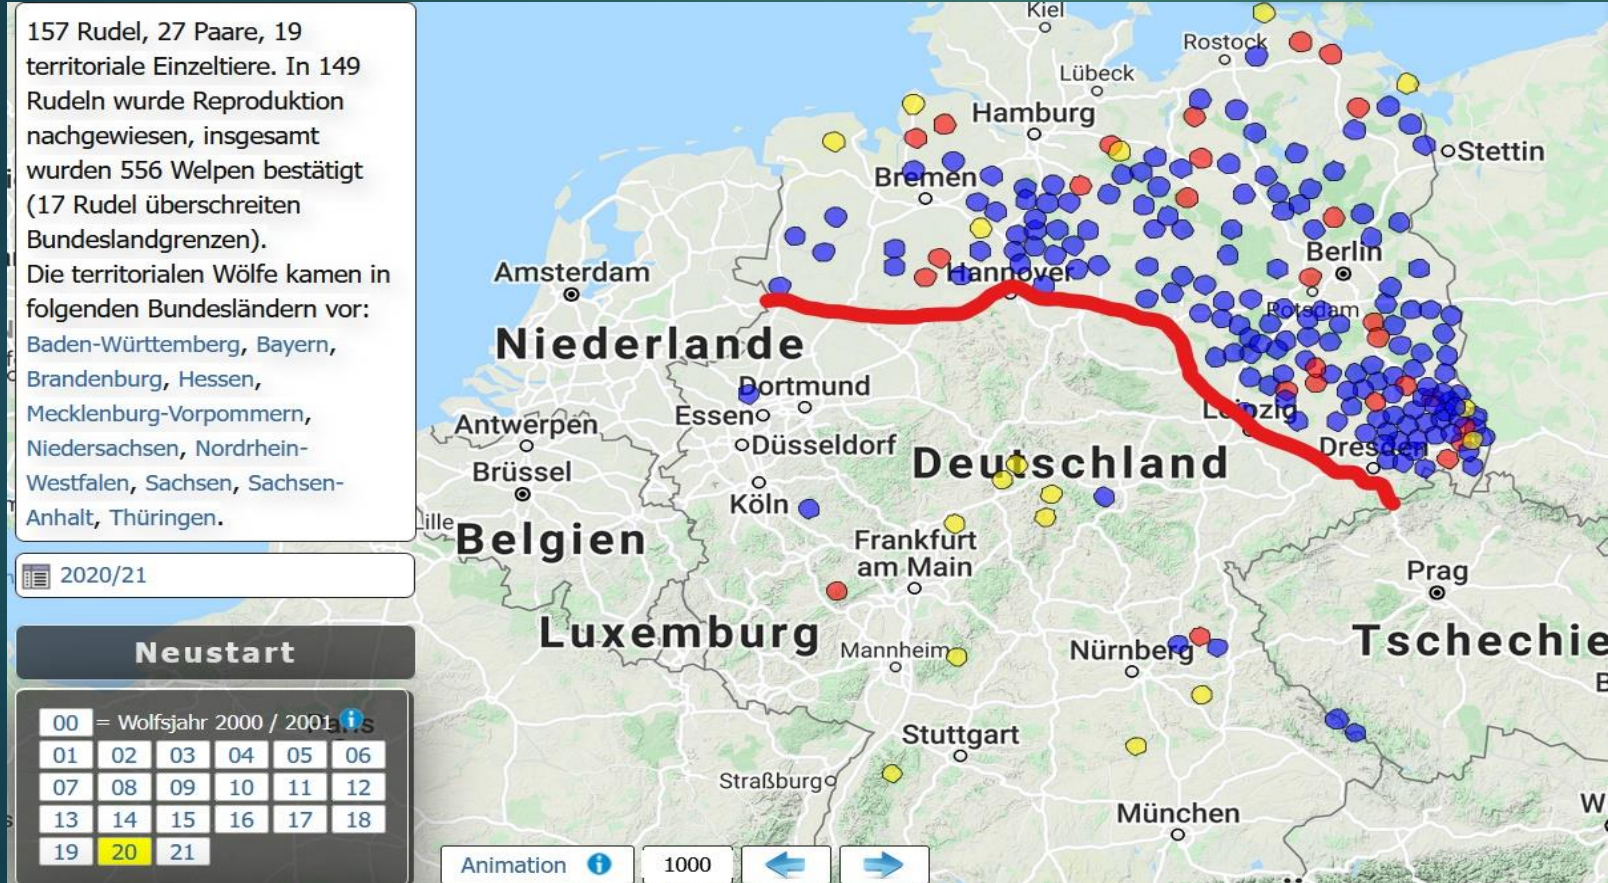 157 Rudel, 27 Paare, 19
territoriale Einzeltiere. In 149
Rudeln wurde Reproduktion
nachgewiesen, insgesamt
wurden 556 Welpen bestätigt
(17 Rudel überschreiten
Bundeslandgrenzen).
Die territorialen Wölfe kamen in
folgenden Bundesländern vor:
Baden-Württemberg, Bayern,
Brandenburg, Hessen,
Mecklenburg-Vorpommern,
Niedersachsen, Nordrhein-
Westfalen, Sachsen, Sachsen-
Anhalt, Thüringen.
2020/21
Neustart
00 = Wolfsjahr 2000 / 2001
01 02 03 04 05 06
07 08 09 10 11 12
13 14 15 16 17 18
19 20 21
Animation 1000
Kiel
Rostock
Lübeck
Hamburg
Stettin
Bremen
Berlin
Amsterdam
Hannover
Potsdam
Niederlande
Dortmund
Essen
Leipzig
Antwerpen
Düsseldorf
Dresden
Deutschland
Brüssel
Köln
Lille
Belgien
Frankfurt
am Main
Prag
Luxemburg
Mannheim
Nürnberg
Tschechie
Stuttgart
Straßburg
München
Paris